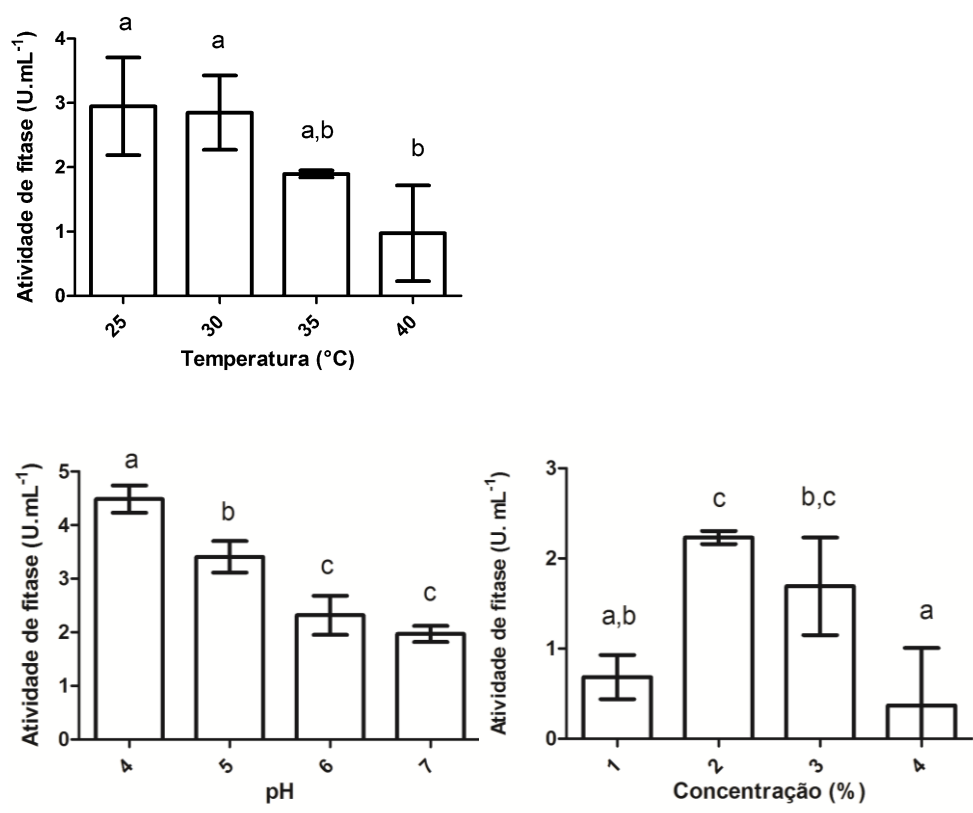 a
a
a,b
b
Atividade de fitase (U.mL-1)
4
3
2
1
0
25
30
35
40
Temperatura (°C)
a
b
c
c
Atividade de fitase (U.mL-1)
5
4
3
2
1
0
4
5
6
7
pH
a,b
c
b,c
a
Atividade de fitase (U. mL-1)
3
2
1
0
1
2
3
4
Concentração (%)